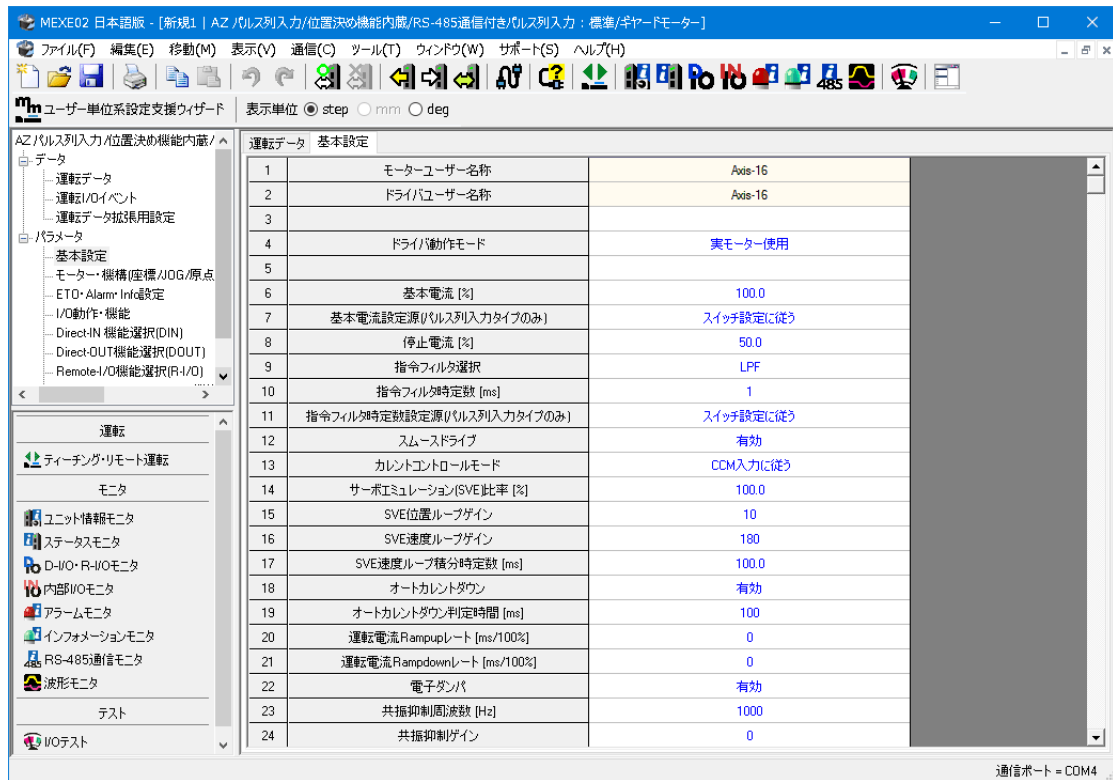 MEXE02 日本語版 - [新規1 | AZ パルス列入力/位置決め機能内蔵/RS-485通信付きパルス列入力 : 標準/ギヤードモーター]
ファイル(F) 編集(E) 移動(M) 表示(V) 通信(C) ツール(T) ウィンドウ(W) サポート(S) ヘルプ(H)
ユーザー単位系設定支援ウィザード 表示単位 step mm deg
AZ パルス列入力/位置決め機能内蔵/
データ
運転データ
運転I/Oイベント
運転データ拡張用設定
パラメータ
基本設定
モーター・機構(座標/JOG/原点
ETO・Alarm・Info設定
I/O動作・機能
Direct-IN 機能選択(DIN)
Direct-OUT機能選択(DOUT)
Remote-I/O機能選択(R-I/O)
運転
ティーチング・リモート運転
モニタ
ユニット情報モニタ
ステータスモニタ
D-I/O・R-I/Oモニタ
内部I/Oモニタ
アラームモニタ
インフォメーションモニタ
RS-485通信モニタ
波形モニタ
テスト
I/Oテスト
運転データ 基本設定
1 モーターユーザー名称 Axis-16
2 ドライバユーザー名称 Axis-16
3
4 ドライバ動作モード 実モーター使用
5
6 基本電流 [%] 100.0
7 基本電流設定源(パルス列入力タイプのみ) スイッチ設定に従う
8 停止電流 [%] 50.0
9 指令フィルタ選択 LPF
10 指令フィルタ時定数 [ms] 1
11 指令フィルタ時定数設定源(パルス列入力タイプのみ) スイッチ設定に従う
12 スムースドライブ 有効
13 カレントコントロールモード CCM入力に従う
14 サーボエミュレーション(SVE)比率 [%] 100.0
15 SVE位置ループゲイン 10
16 SVE速度ループゲイン 180
17 SVE速度ループ積分時定数 [ms] 100.0
18 オートカレントダウン 有効
19 オートカレントダウン判定時間 [ms] 100
20 運転電流Rampupレート [ms/100%] 0
21 運転電流Rampdownレート [ms/100%] 0
22 電子ダンパ 有効
23 共振抑制周波数 [Hz] 1000
24 共振抑制ゲイン 0
通信ポート = COM4